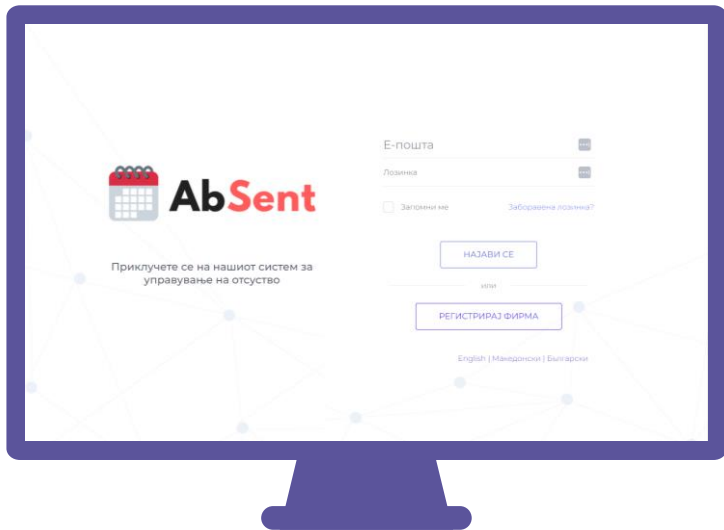 AbSent
Приклучете се на нашиот систем за
управување на отсуство
Е-пошта
Лозинка
Запомни ме
Заборавена лозинка?
НАЈАВИ СЕ
или
РЕГИСТРИРАЈ ФИРМА
English | Македонски | Български